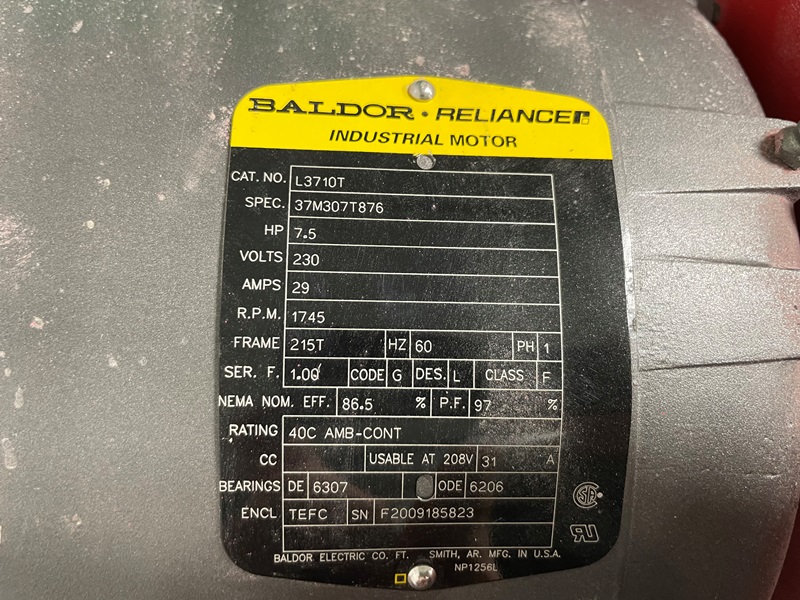 BALDOR · RELIANCE
INDUSTRIAL MOTOR
CAT. NO. L3710T
SPEC. 37M307T876
HP 7.5
VOLTS 230
AMPS 29
R.P.M. 1745
FRAME 215T HZ 60 PH 1
SER. F. 1.00 CODE G DES. L CLASS F
NEMA NOM. EFF. 86.5 % P.F. 97 %
RATING 40C AMB-CONT
CC USABLE AT 208V 31 A
BEARINGS DE 6307 ODE 6206
ENCL TEFC SN F2009185823
BALDOR ELECTRIC CO. FT. SMITH, AR. MFG. IN U.S.A.
NP1256L